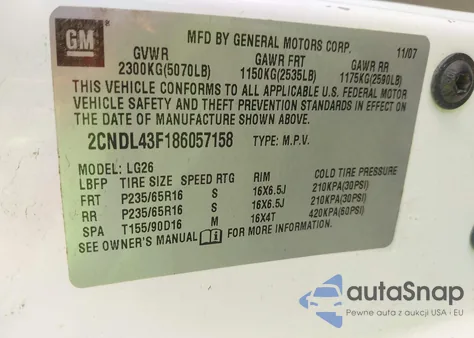 GM
MFD BY GENERAL MOTORS CORP. 11/07
GVWR GAWR FRT GAWR RR
2300KG(5070LB) 1150KG(2535LB) 1175KG(2590LB)
THIS VEHICLE CONFORMS TO ALL APPLICABLE U.S. FEDERAL MOTOR
VEHICLE SAFETY AND THEFT PREVENTION STANDARDS IN EFFECT ON
THE DATE OF MANUFACTURE SHOWN ABOVE.
2CNDL43F186057158 TYPE: M.P.V.
MODEL: LG26
LBFP TIRE SIZE SPEED RTG RIM COLD TIRE PRESSURE
FRT P235/65R16 S 16X6.5J 210KPA(30PSI)
RR P235/65R16 S 16X6.5J 210KPA(30PSI)
SPA T155/90D16 M 16X4T 420KPA(60PSI)
SEE OWNER'S MANUAL FOR MORE INFORMATION
autoSnap
Pewne auta z aukcji USA i EU